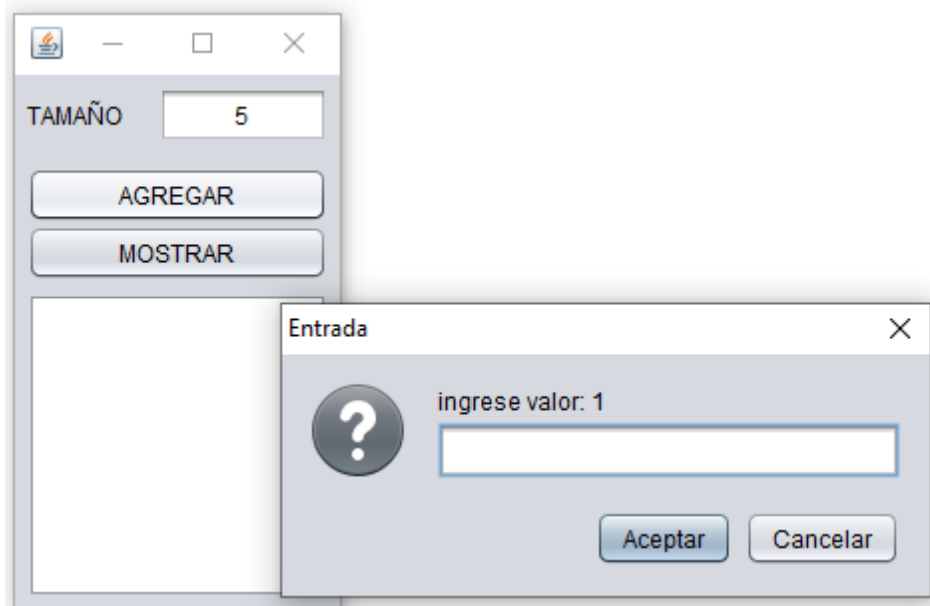 TAMAÑO 5
AGREGAR
MOSTRAR
Entrada
ingrese valor: 1
Aceptar Cancelar